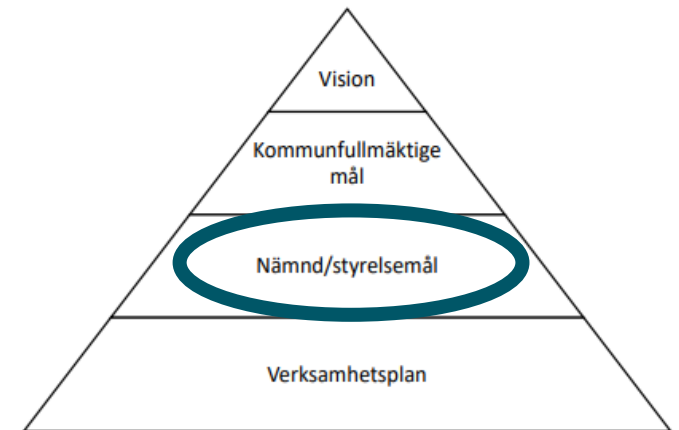 Vision
Kommunfullmäktige
mål
Nämnd/styrelsemål
Verksamhetsplan